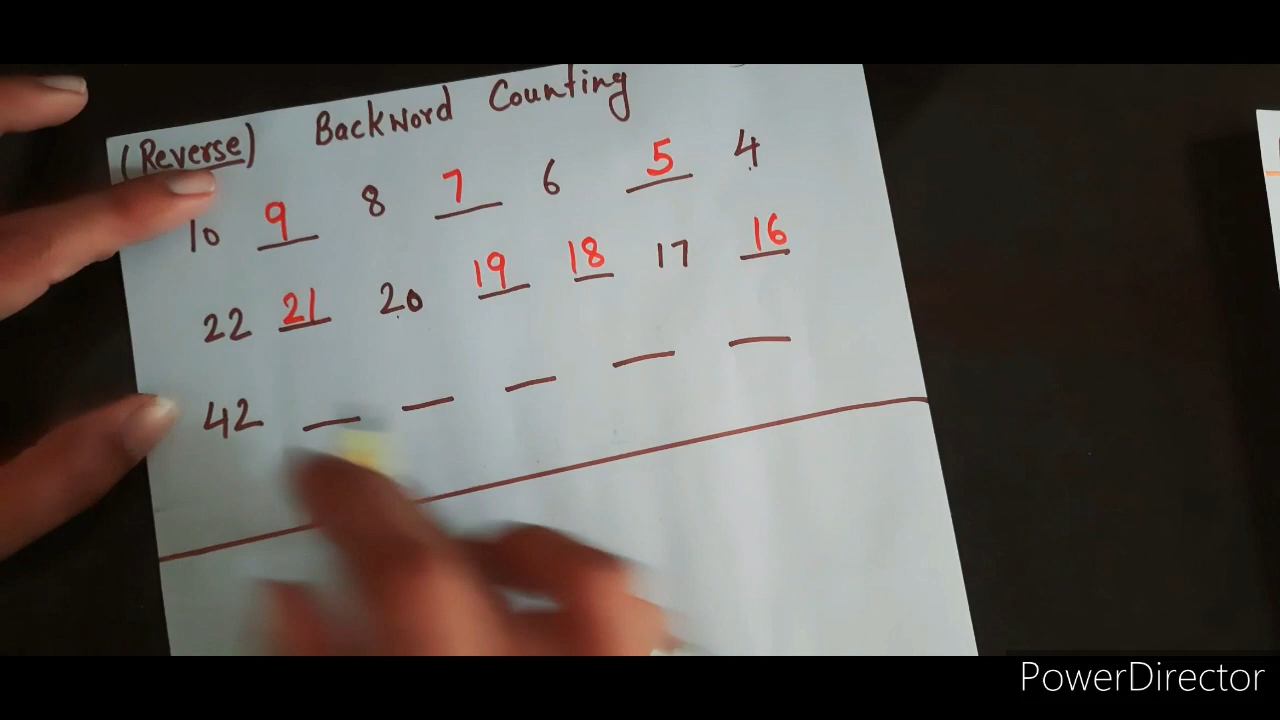 (Reverse) Backword Counting
10 9 8 7 6 5 4
22 21 20 19 18 17 16
42 _ _ _ _ _
PowerDirector